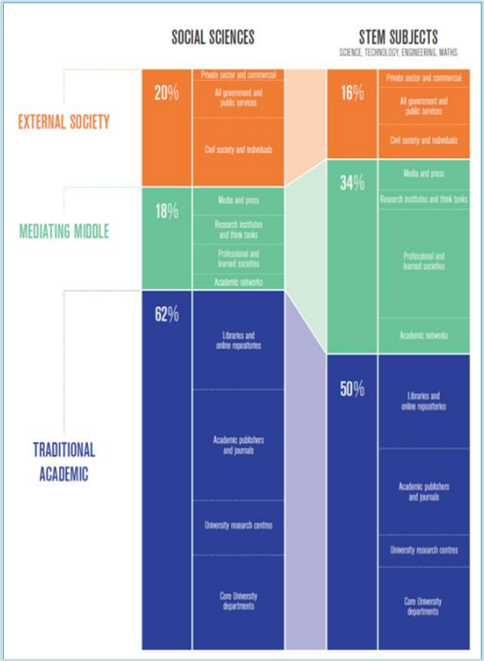 SOCIAL SCIENCES
STEM SUBJECTS
SCIENCE, TECHNOLOGY, ENGINEERING, MATHS
EXTERNAL SOCIETY
20%
Private sector and commercial
All government and
public services
Civil society and individuals
16%
Private sector and commercial
All government and
public services
Civil society and individuals
MEDIATING MIDDLE
18%
Media and press
Research institutes
and think tanks
Professional and
learned societies
Academic networks
34%
Media and press
Research institutes and think tanks
Professional and
learned societies
Academic networks
TRADITIONAL
ACADEMIC
62%
Libraries and
online repositories
Academic publishers
and journals
University research centres
Core University
departments
50%
Libraries and
online repositories
Academic publishers
and journals
University research centres
Core University
departments